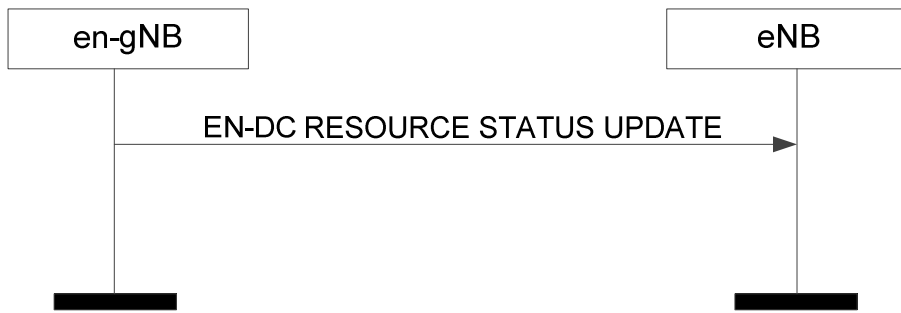 en-gNB
eNB
EN-DC RESOURCE STATUS UPDATE